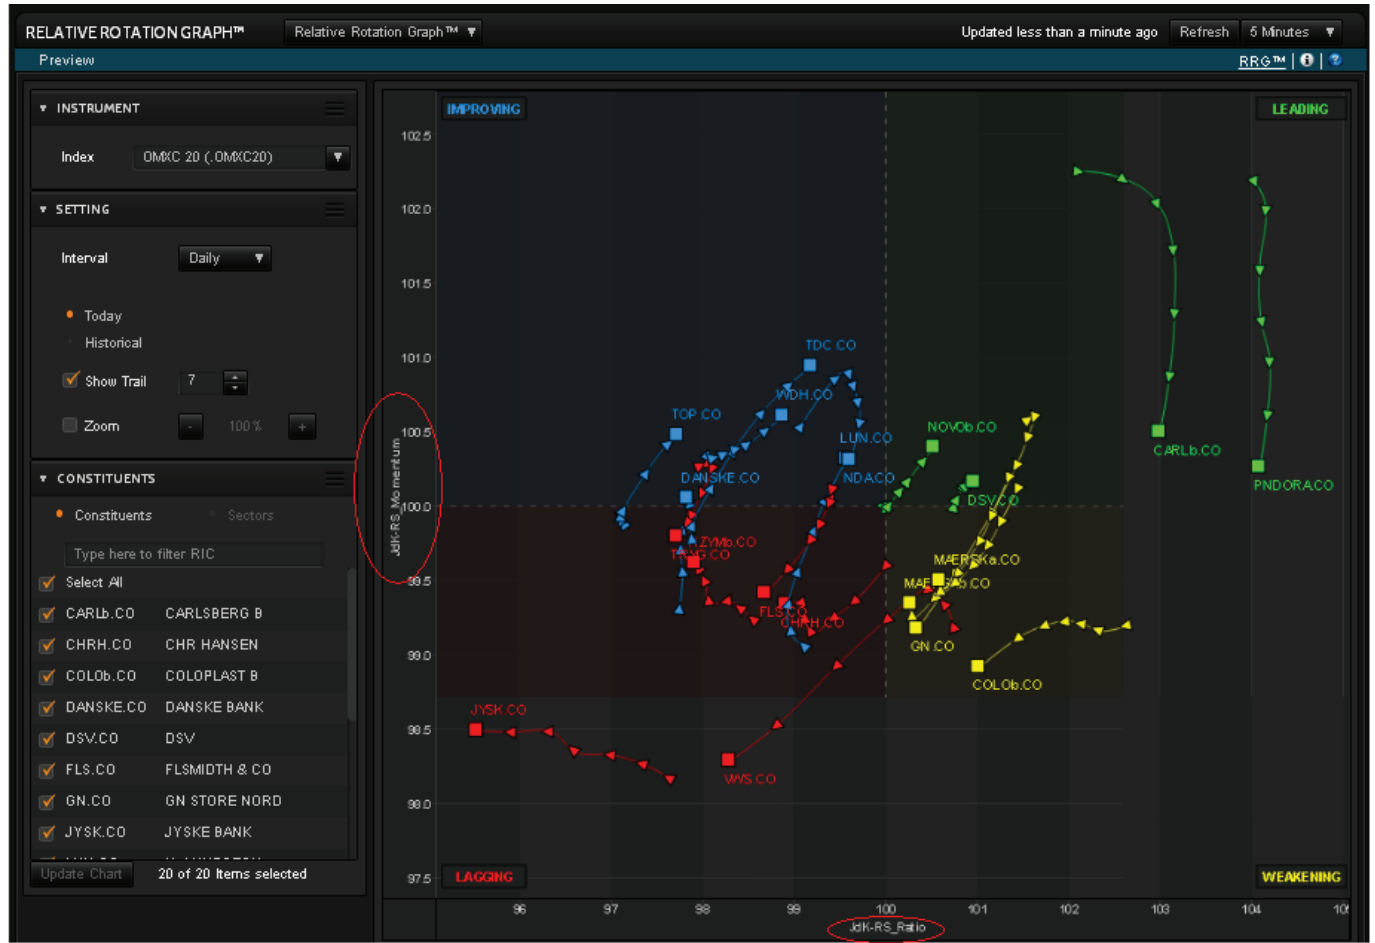 RELATIVE ROTATION GRAPH™ Relative Rotation Graph™ Updated less than a minute ago Refresh 5 Minutes
Preview RRG™
INSTRUMENT
Index OMXC 20 (.OMXC20)
SETTING
Interval Daily
Today
Historical
Show Trail 7
Zoom - 100% +
CONSTITUENTS
Constituents Sectors
Type here to filter RIC
Select All
CARLb.CO CARLSBERG B
CHRH.CO CHR HANSEN
COLOb.CO COLOPLAST B
DANSKE.CO DANSKE BANK
DSV.CO DSV
FLS.CO FLSMIDTH & CO
GN.CO GN STORE NORD
JYSK.CO JYSKE BANK
Update Chart 20 of 20 Items selected
IMPROVING LEADING
102.5
102.0
101.5
101.0
100.5
100.0
99.5
99.0
98.5
98.0
97.5
JdK-RS_Momentum
TDC.CO
WDH.CO
TOP.CO
NOVOb.CO
LUN.CO
CARLb.CO
DANSKE.CO
NDA.CO
PNDORA.CO
DSV.CO
NZYMb.CO
TRYG.CO
MAERSKa.CO
MAERSKb.CO
FLS.CO
CHRH.CO
GN.CO
COLOb.CO
JYSK.CO
VWS.CO
LAGGING WEAKENING
96 97 98 99 100 101 102 103 104
JdK-RS_Ratio